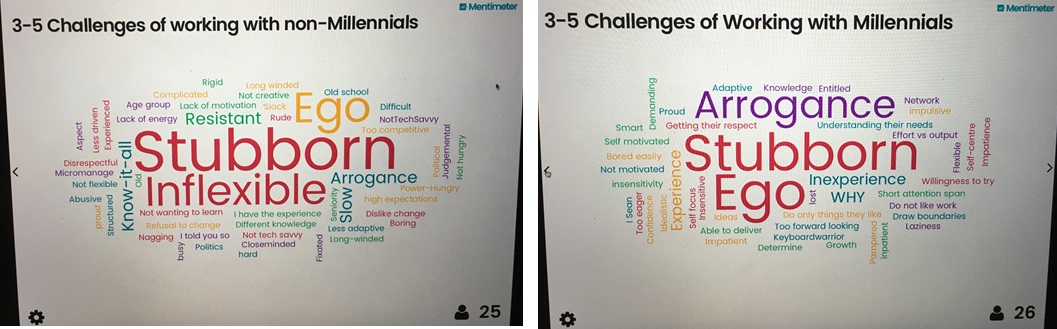 Mentimeter
3-5 Challenges of working with non-Millennials
Rigid
Long winded
Complicated
Not creative
Old school
Age group
Lack of motivation
Slack
Ego
Difficult
Lack of energy
Resistant
Rude
NotTechSavvy
Too competitive
Aspect
Less driven
Experienced
Stubborn
Political
Judgemental
Not hungry
Disrespectful
Micromanage
Know-it-all
Old
Inflexible
Arrogance
Not flexible
Power-Hungry
Abusive
Seniority
Slow
high expectations
proud
Structured
Not wanting to learn
I have the experience
Dislike change
Refusal to change
Different knowledge
Boring
Nagging
I told you so
Not tech savvy
Less adaptive
busy
Politics
Closeminded
Fixated
Long-winded
hard
25
Mentimeter
3-5 Challenges of Working with Millennials
Demanding
Adaptive
Knowledge
Entitled
Proud
Arrogance
Network
impulsive
Smart
Getting their respect
Understanding their needs
Self motivated
Effort vs output
Stubborn
Flexible
Self-centre
Impatience
Bored easily
Not motivated
Experience
Ego
Inexperience
Willingness to try
insensitivity
Self focus
Insensitive
lost
WHY
Short attention span
I Sean
Too eager
Confidence
Idealistic
Do not like work
Ideas
Do only things they like
Draw boundaries
Able to deliver
Too forward looking
Laziness
Impatient
Keyboardwarrior
Pampered
inpatient
Determine
Growth
26